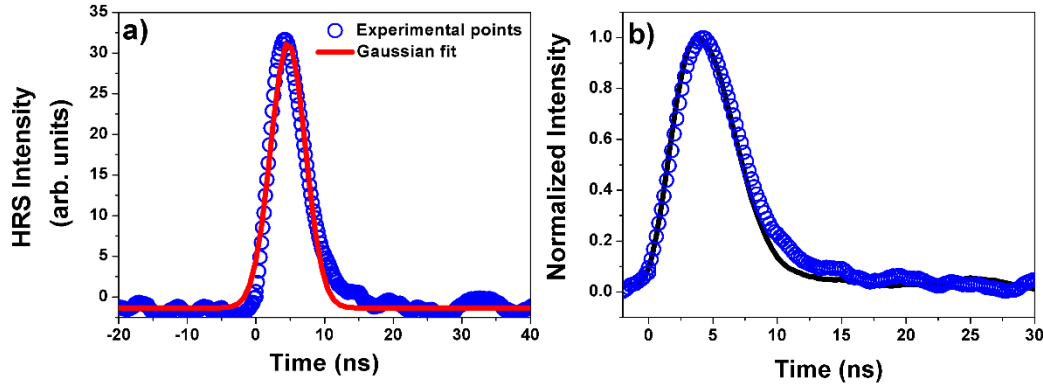 a)
Experimental points
Gaussian fit
HRS Intensity
(arb. units)
35
30
25
20
15
10
5
0
-20 -10 0 10 20 30 40
Time (ns)
b)
Normalized Intensity
1.0
0.8
0.6
0.4
0.2
0.0
0 5 10 15 20 25 30
Time (ns)